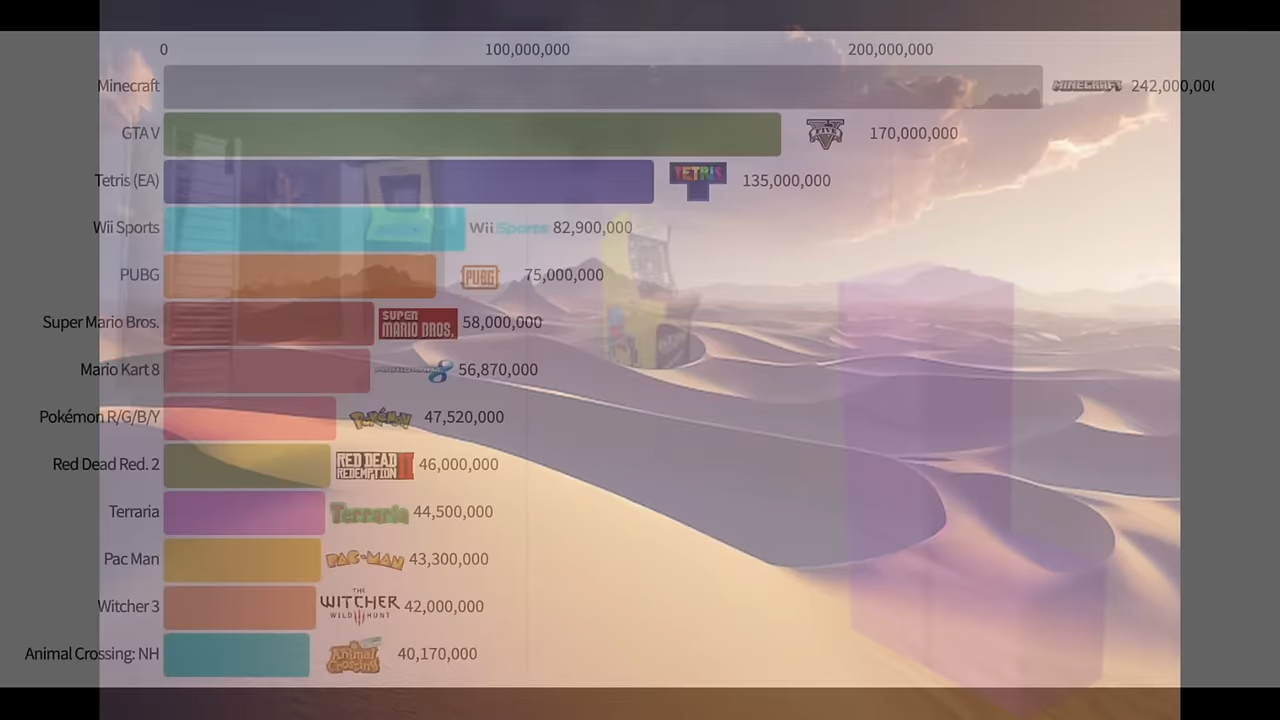 0 100,000,000 200,000,000
Minecraft MINECRAFT 242,000,00
GTA V FIVE 170,000,000
Tetris (EA) TETRIS 135,000,000
Wii Sports Wii Sports 82,900,000
PUBG PUBG 75,000,000
Super Mario Bros. SUPER MARIO BROS. 58,000,000
Mario Kart 8 8 56,870,000
Pokémon R/G/B/Y POKéMON 47,520,000
Red Dead Red. 2 RED DEAD REDEMPTION II 46,000,000
Terraria Terraria 44,500,000
Pac Man PAC-MAN 43,300,000
Witcher 3 THE WITCHER WILD HUNT 42,000,000
Animal Crossing: NH Animal Crossing 40,170,000